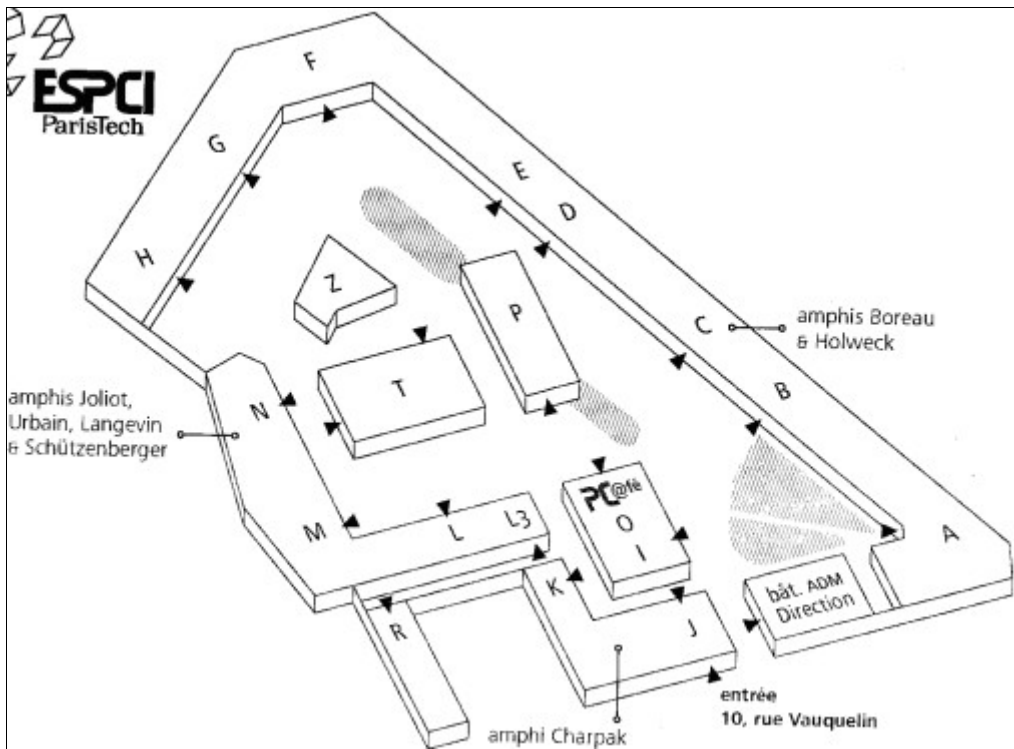 ESPCI
ParisTech
F
G
E
D
H
Z
P
C
amphis Boreau
& Holweck
T
B
amphis Joliot,
Urbain, Langevin
& Schützenberger
N
PC@fé
O
I
M
L
L3
A
K
bât. ADM
Direction
R
J
entrée
10, rue Vauquelin
amphi Charpak